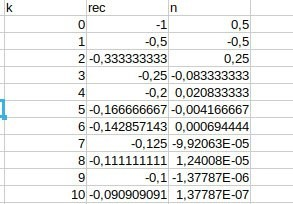 k rec n
0 -1 0,5
1 -0,5 -0,5
2 -0,333333333 0,25
3 -0,25 -0,083333333
4 -0,2 0,020833333
5 -0,166666667 -0,004166667
6 -0,142857143 0,000694444
7 -0,125 -9,92063E-05
8 -0,111111111 1,24008E-05
9 -0,1 -1,37787E-06
10 -0,090909091 1,37787E-07